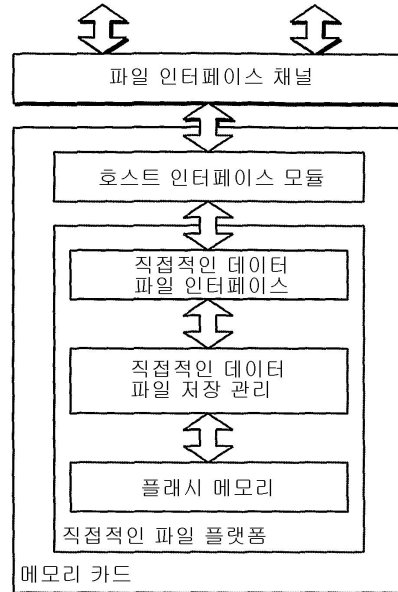 파일 인터페이스 채널
호스트 인터페이스 모듈
직접적인 데이터
파일 인터페이스
직접적인 데이터
파일 저장 관리
플래시 메모리
직접적인 파일 플랫폼
메모리 카드